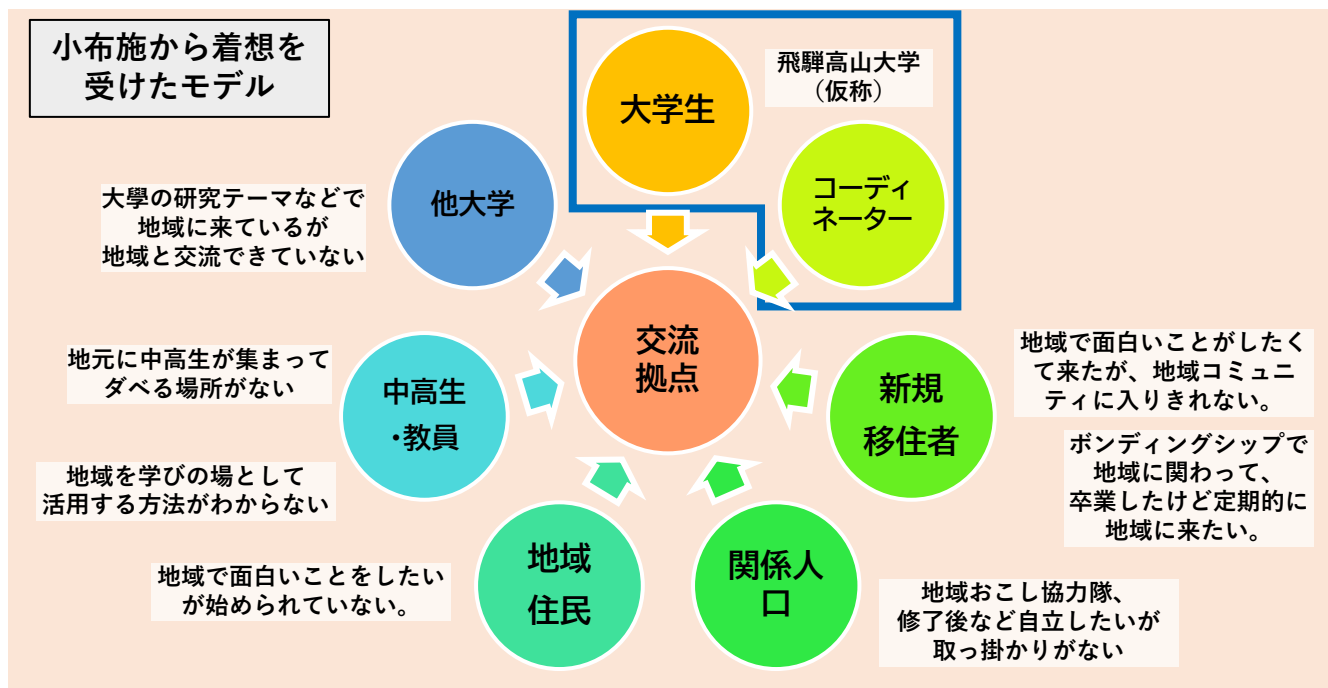 小布施から着想を
受けたモデル
大学生
飛騨高山大学
（仮称）
コーディ
ネーター
他大学
大學の研究テーマなどで
地域に来ているが
地域と交流できていない
交流
拠点
地元に中高生が集まって
ダベる場所がない
中高生
・教員
地域を学びの場として
活用する方法がわからない
新規
移住者
地域で面白いことがしたく
て来たが、地域コミュニ
ティに入りきれない。
ボンディングシップで
地域に関わって、
卒業したけど定期的に
地域に来たい。
地域
住民
地域で面白いことをしたい
が始められていない。
関係人
口
地域おこし協力隊、
修了後など自立したいが
取っ掛かりがない